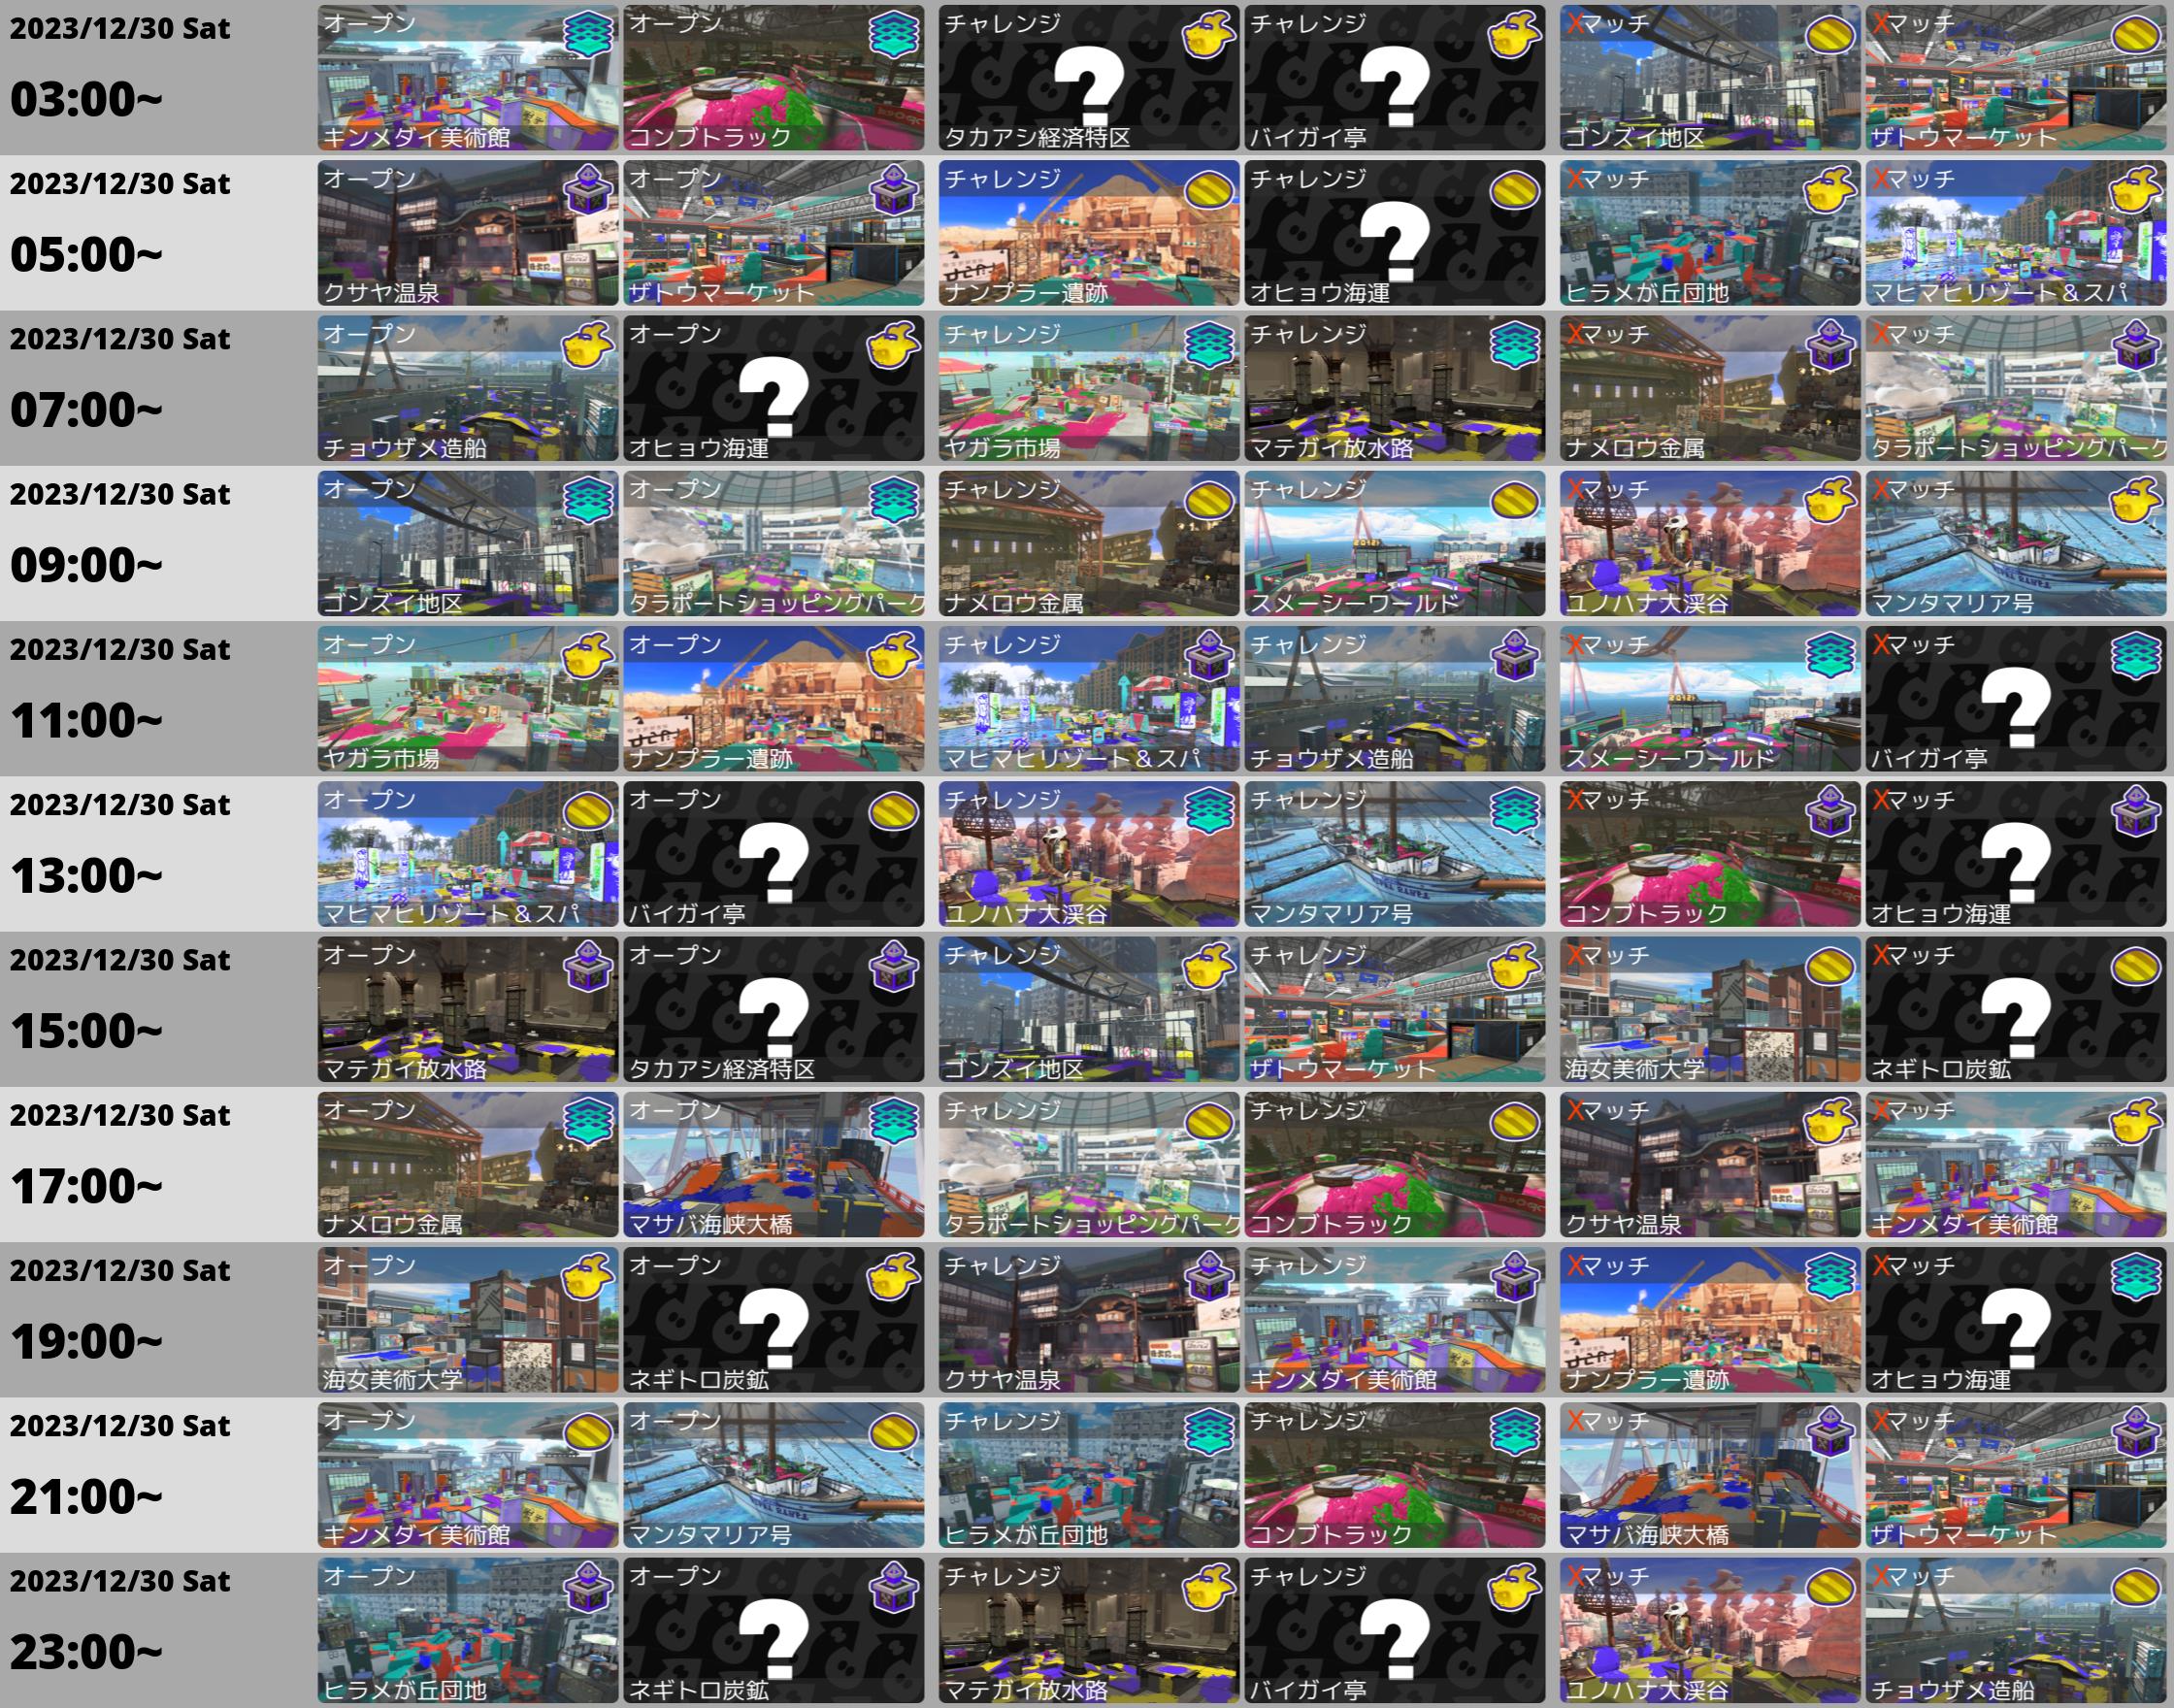 2023/12/30 Sat
03:00~
オープン
キンメダイ美術館
オープン
コンブトラック
チャレンジ
タカアシ経済特区
チャレンジ
バイガイ亭
Xマッチ
ゴンズイ地区
Xマッチ
ザトウマーケット
2023/12/30 Sat
05:00~
オープン
クサヤ温泉
オープン
ザトウマーケット
チャレンジ
ナンプラー遺跡
チャレンジ
オヒョウ海運
Xマッチ
ヒラメが丘団地
Xマッチ
マヒマヒリゾート＆スパ
2023/12/30 Sat
07:00~
オープン
チョウザメ造船
オープン
オヒョウ海運
チャレンジ
ヤガラ市場
チャレンジ
マテガイ放水路
Xマッチ
ナメロウ金属
Xマッチ
タラポートショッピングパーク
2023/12/30 Sat
09:00~
オープン
ゴンズイ地区
オープン
タラポートショッピングパーク
チャレンジ
ナメロウ金属
チャレンジ
スメーシーワールド
Xマッチ
ユノハナ大渓谷
Xマッチ
マンタマリア号
2023/12/30 Sat
11:00~
オープン
ヤガラ市場
オープン
ナンプラー遺跡
チャレンジ
マヒマヒリゾート＆スパ
チャレンジ
チョウザメ造船
Xマッチ
スメーシーワールド
Xマッチ
バイガイ亭
2023/12/30 Sat
13:00~
オープン
マヒマヒリゾート＆スパ
オープン
バイガイ亭
チャレンジ
ユノハナ大渓谷
チャレンジ
マンタマリア号
Xマッチ
コンブトラック
Xマッチ
オヒョウ海運
2023/12/30 Sat
15:00~
オープン
マテガイ放水路
オープン
タカアシ経済特区
チャレンジ
ゴンズイ地区
チャレンジ
ザトウマーケット
Xマッチ
海女美術大学
Xマッチ
ネギトロ炭鉱
2023/12/30 Sat
17:00~
オープン
ナメロウ金属
オープン
マサバ海峡大橋
チャレンジ
タラポートショッピングパーク
チャレンジ
コンブトラック
Xマッチ
クサヤ温泉
Xマッチ
キンメダイ美術館
2023/12/30 Sat
19:00~
オープン
海女美術大学
オープン
ネギトロ炭鉱
チャレンジ
クサヤ温泉
チャレンジ
キンメダイ美術館
Xマッチ
ナンプラー遺跡
Xマッチ
オヒョウ海運
2023/12/30 Sat
21:00~
オープン
キンメダイ美術館
オープン
マンタマリア号
チャレンジ
ヒラメが丘団地
チャレンジ
コンブトラック
Xマッチ
マサバ海峡大橋
Xマッチ
ザトウマーケット
2023/12/30 Sat
23:00~
オープン
ヒラメが丘団地
オープン
ネギトロ炭鉱
チャレンジ
マテガイ放水路
チャレンジ
バイガイ亭
Xマッチ
ユノハナ大渓谷
Xマッチ
チョウザメ造船